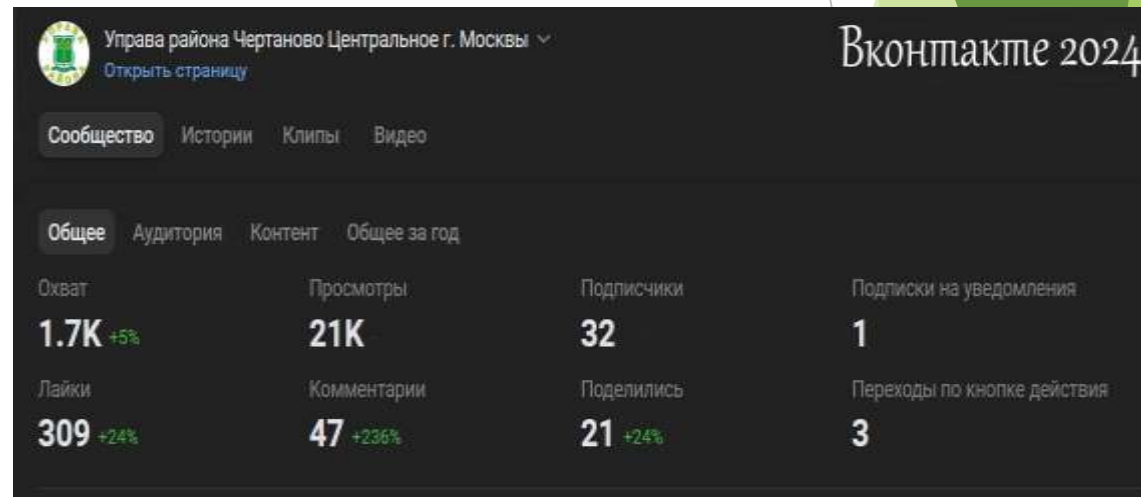 Управа района Чертаново Центральное г. Москвы
Вконтакте 2024
Открыть страницу
Сообщество Истории Клипы Видео
Общее Аудитория Контент Общее за год
Охват Просмотры Подписчики Подписки на уведомления
1.7K +5% 21K 32 1
Лайки Комментарии Поделились Переходы по кнопке действия
309 +24% 47 +236% 21 +24% 3